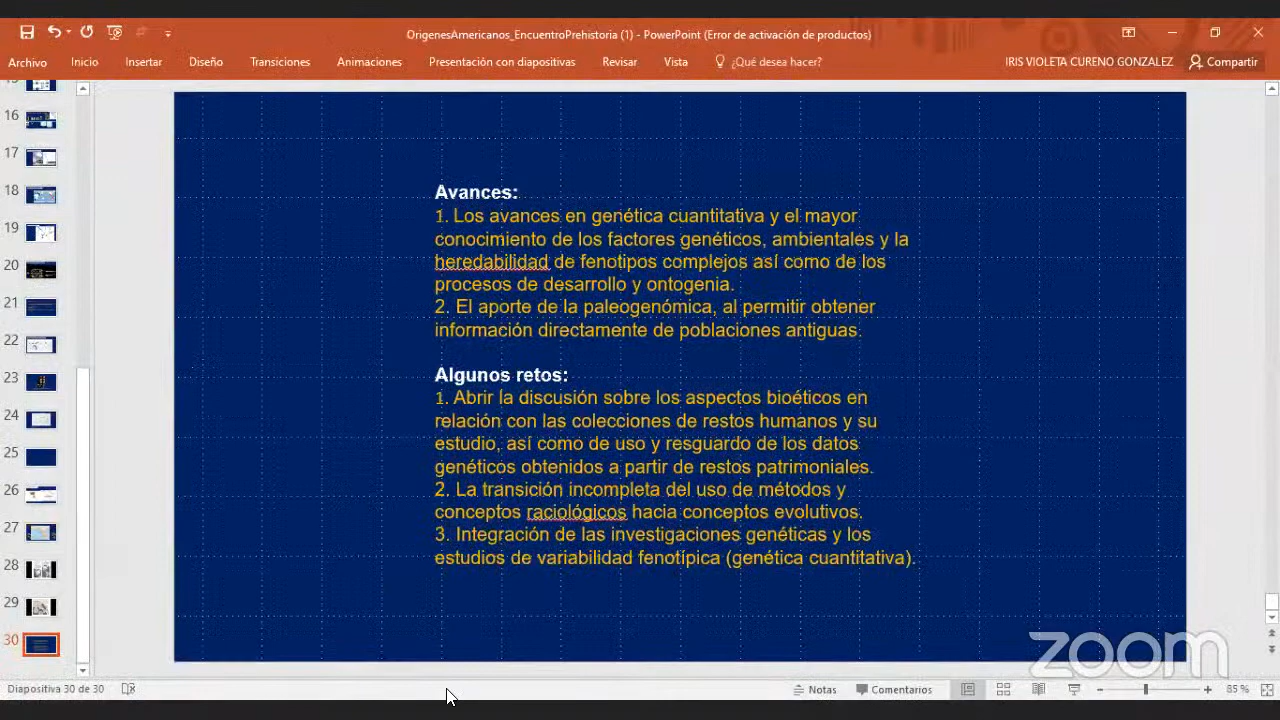 OrigenesAmericanos_EncuentroPrehistoria (1) - PowerPoint (Error de activación de productos)
Archivo Inicio Insertar Diseño Transiciones Animaciones Presentación con diapositivas Revisar Vista ¿Qué desea hacer? IRIS VIOLETA CURENO GONZALEZ Compartir
16
17
18
19
20
21
22
23
24
25
26
27
28
29
30
Avances:
1. Los avances en genética cuantitativa y el mayor
conocimiento de los factores genéticos, ambientales y la
heredabilidad de fenotipos complejos así como de los
procesos de desarrollo y ontogenia.
2. El aporte de la paleogenómica, al permitir obtener
información directamente de poblaciones antiguas.
Algunos retos:
1. Abrir la discusión sobre los aspectos bioéticos en
relación con las colecciones de restos humanos y su
estudio, así como de uso y resguardo de los datos
genéticos obtenidos a partir de restos patrimoniales.
2. La transición incompleta del uso de métodos y
conceptos raciológicos hacia conceptos evolutivos.
3. Integración de las investigaciones genéticas y los
estudios de variabilidad fenotípica (genética cuantitativa).
zoom
Diapositiva 30 de 30 Notas Comentarios 85 %